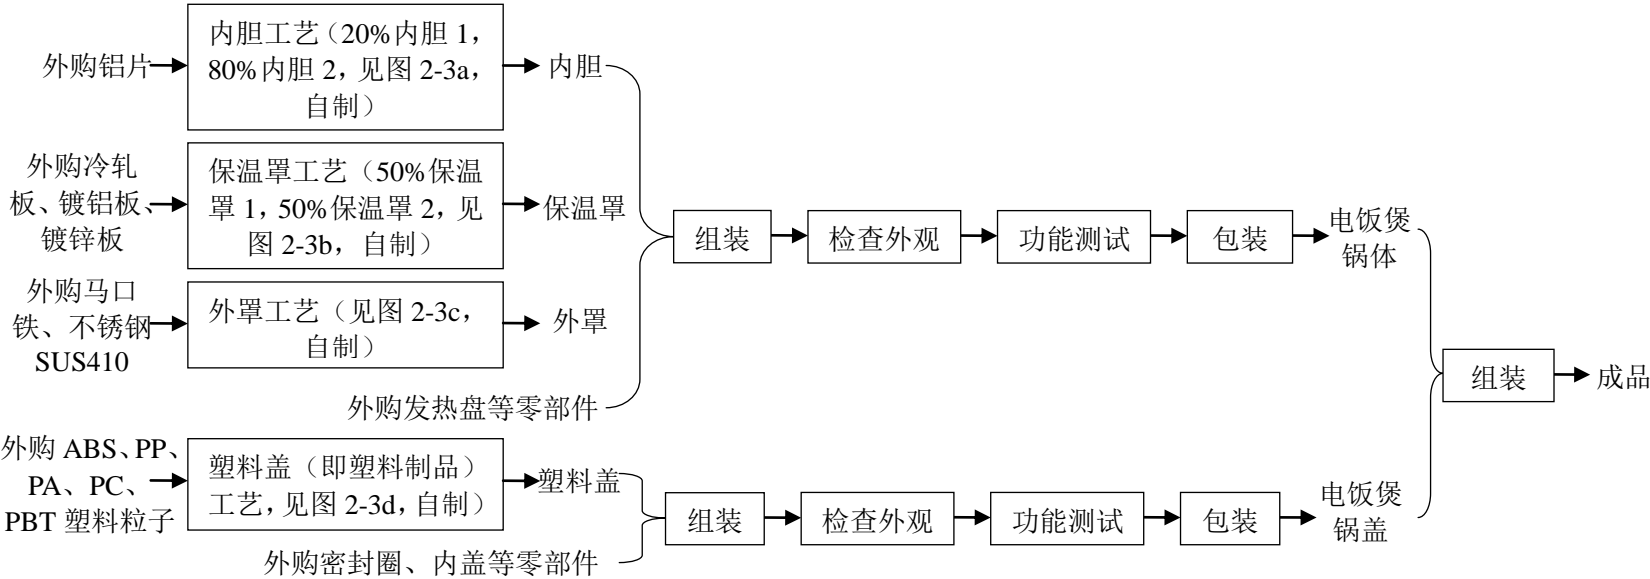 外购铝片
内胆工艺（20%内胆 1，
80%内胆 2，见图 2-3a，
自制）
内胆
外购冷轧
板、镀铝板、
镀锌板
保温罩工艺（50%保温
罩 1，50%保温罩 2，见
图 2-3b，自制）
保温罩
外购马口
铁、不锈钢
SUS410
外罩工艺（见图 2-3c，
自制）
外罩
外购发热盘等零部件
组装
检查外观
功能测试
包装
电饭煲
锅体
外购 ABS、PP、
PA、PC、
PBT 塑料粒子
塑料盖（即塑料制品）
工艺，见图 2-3d，自制）
塑料盖
外购密封圈、内盖等零部件
组装
检查外观
功能测试
包装
电饭煲
锅盖
组装
成品